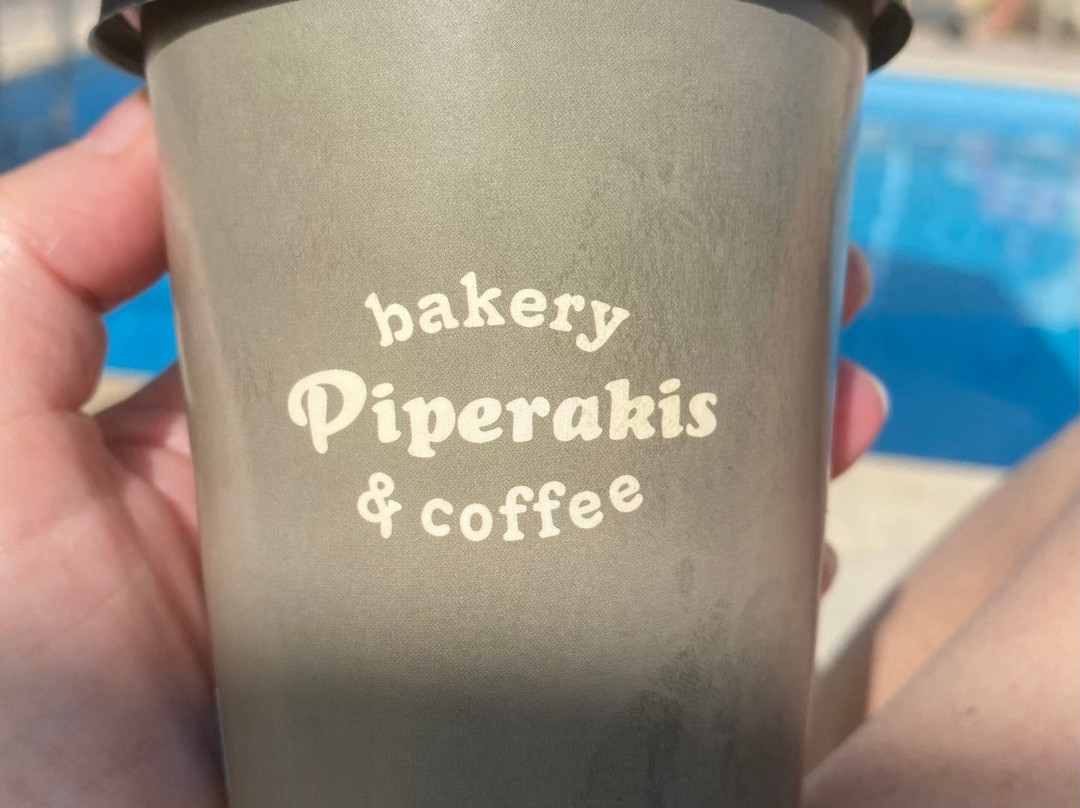 bakery
Piperakis
& coffee